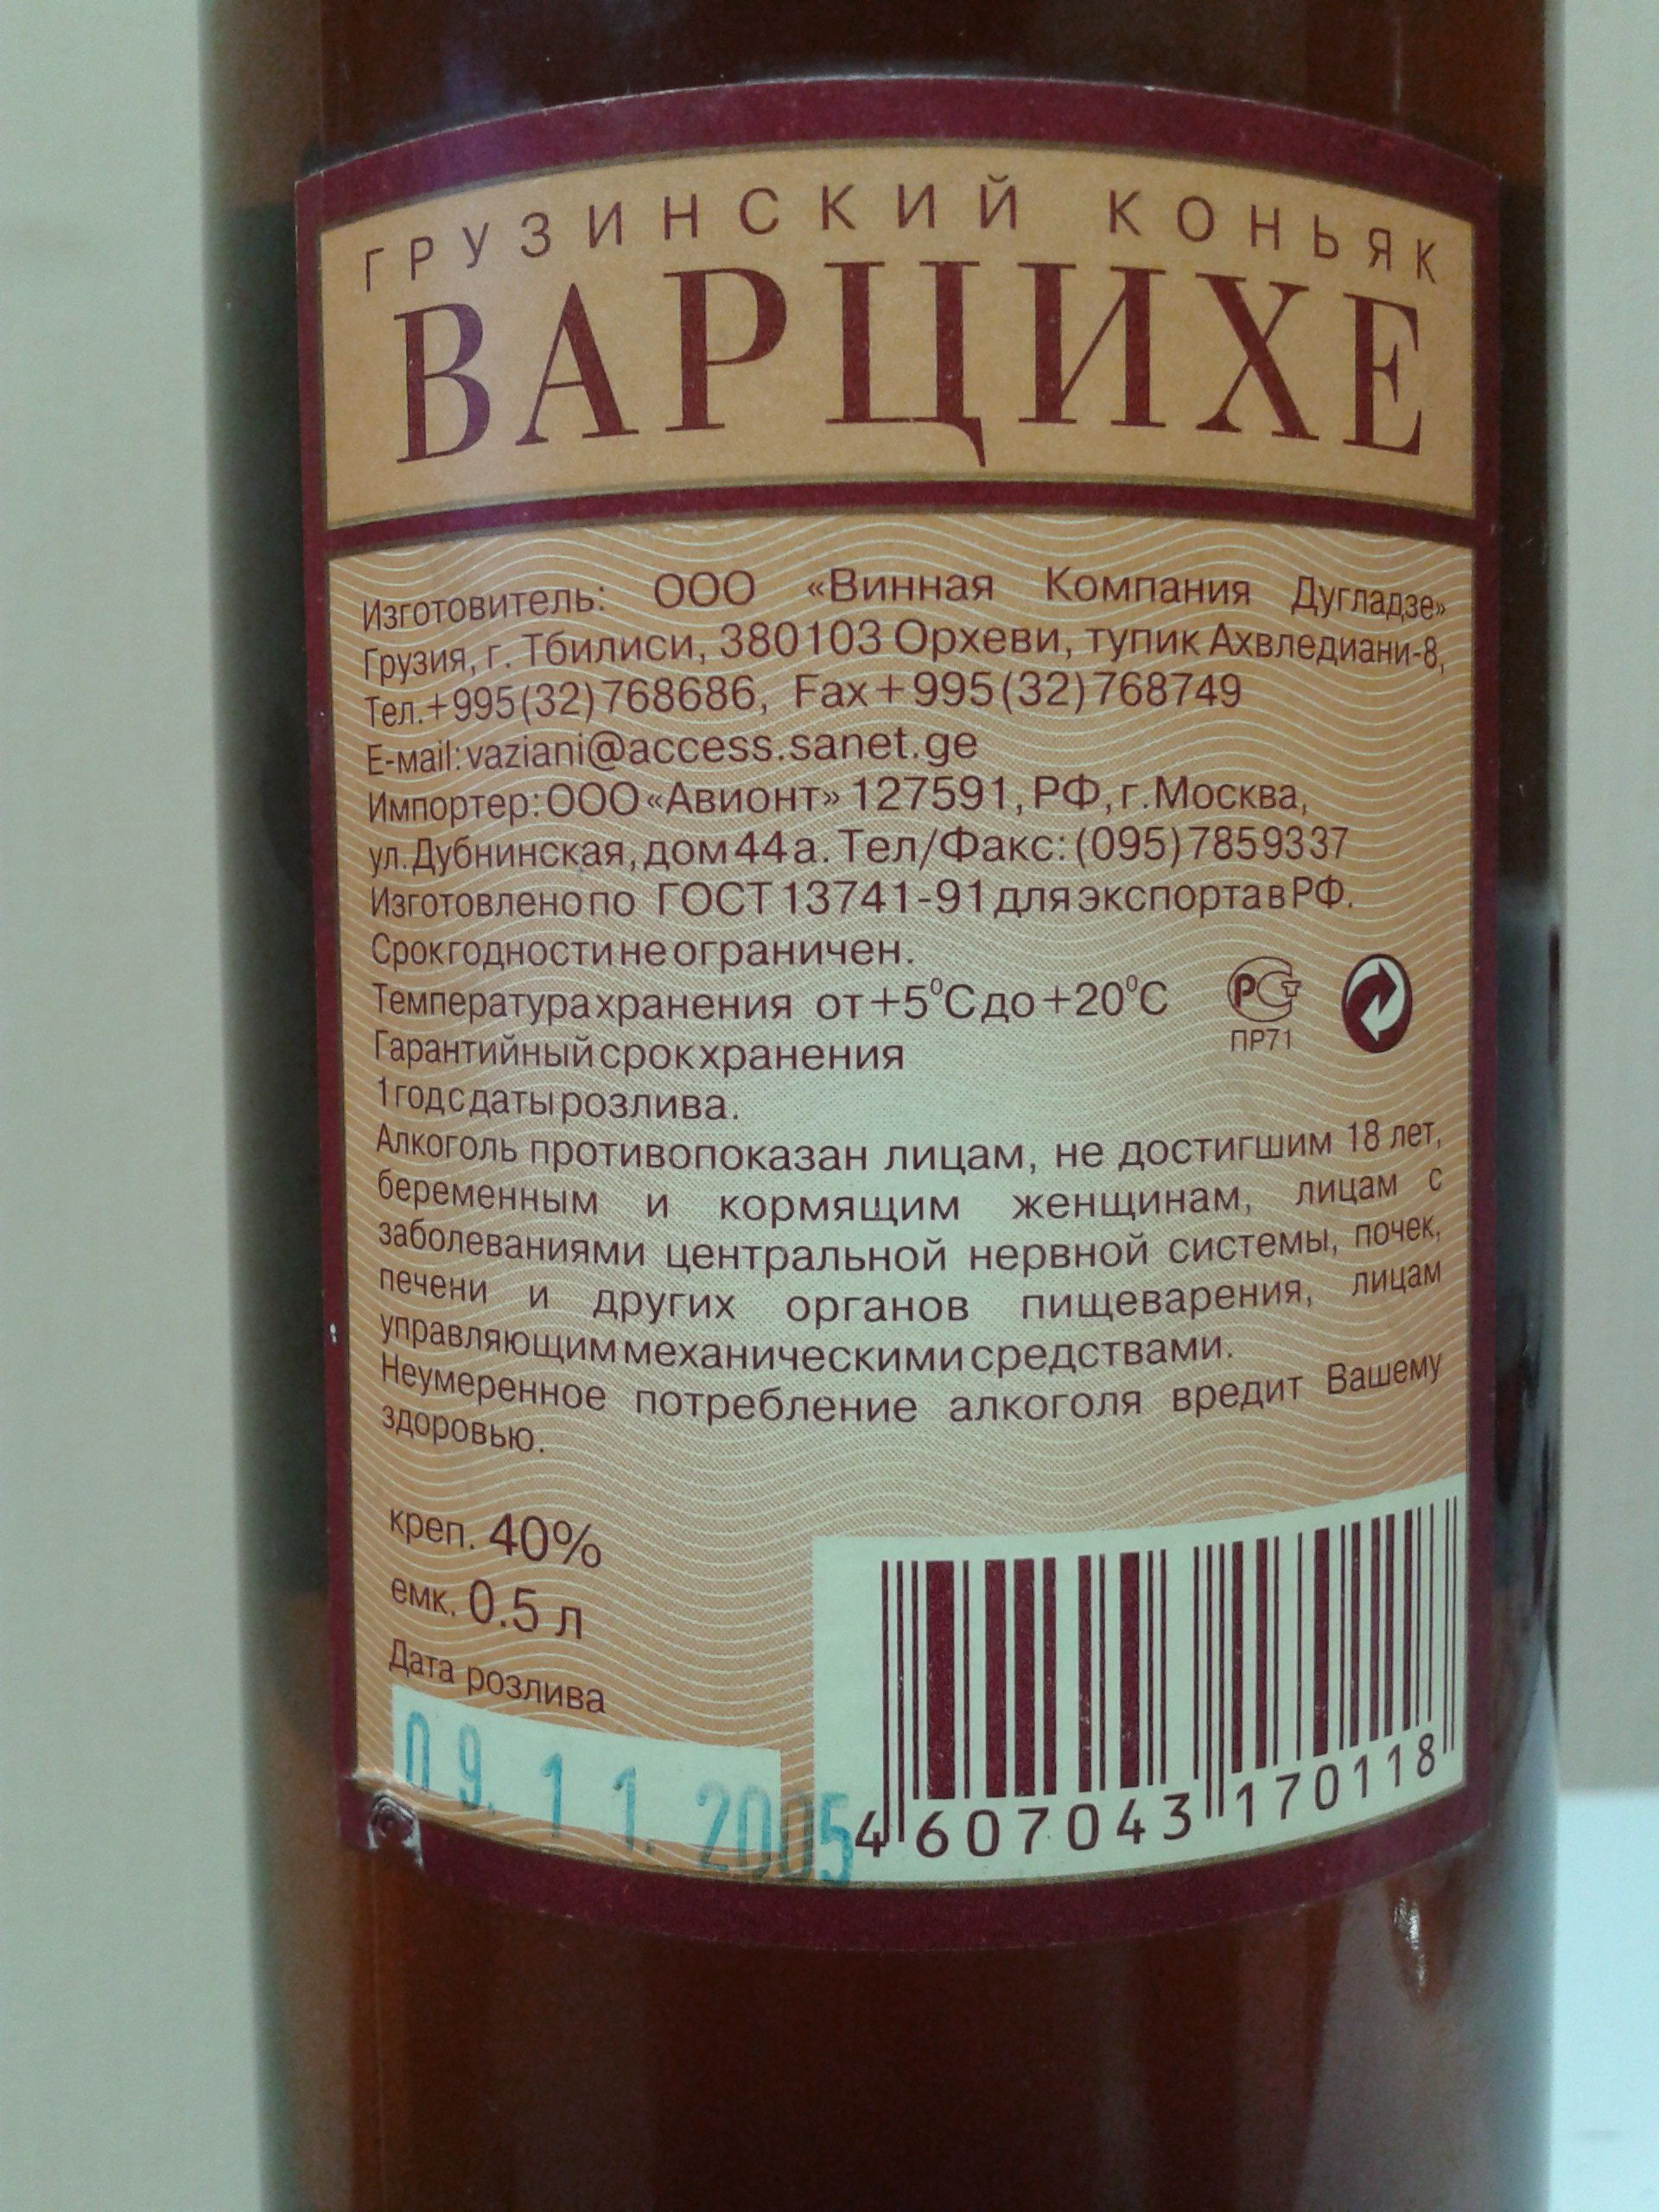 ГРУЗИНСКИЙ КОНЬЯК
ВАРЦИХЕ
Изготовитель: ООО «Винная Компания Дугладзе»
Грузия, г. Тбилиси, 380103 Орхеви, тупик Ахвледиани-8,
Тел.+995(32)768686, Fax+995(32)768749
E-mail:vaziani@access.sanet.ge
Импортер:ООО«Авионт» 127591, РФ, г.Москва,
ул.Дубнинская, дом 44а. Тел/Факс: (095)7859337
Изготовлено по ГОСТ 13741-91 для экспорта в РФ.
Срок годности не ограничен.
Температура хранения от +5°С до +20°С
РСТ
ПР71
Гарантийный срок хранения
1 год с даты розлива.
Алкоголь противопоказан лицам, не достигшим 18 лет,
беременным и кормящим женщинам, лицам с
заболеваниями центральной нервной системы, почек,
печени и других органов пищеварения, лицам
управляющим механическими средствами.
Неумеренное потребление алкоголя вредит Вашему
здоровью.
креп. 40%
емк. 0.5 л
Дата розлива
09.11.2005
4 607043 170118